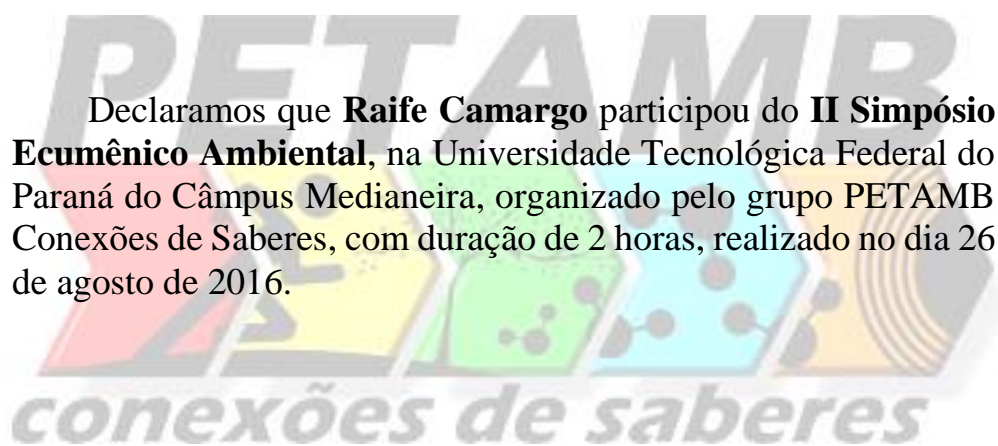 PETAMB
Declaramos que Raife Camargo participou do II Simpósio
Ecumênico Ambiental, na Universidade Tecnológica Federal do
Paraná do Câmpus Medianeira, organizado pelo grupo PETAMB
Conexões de Saberes, com duração de 2 horas, realizado no dia 26
de agosto de 2016.
conexões de saberes